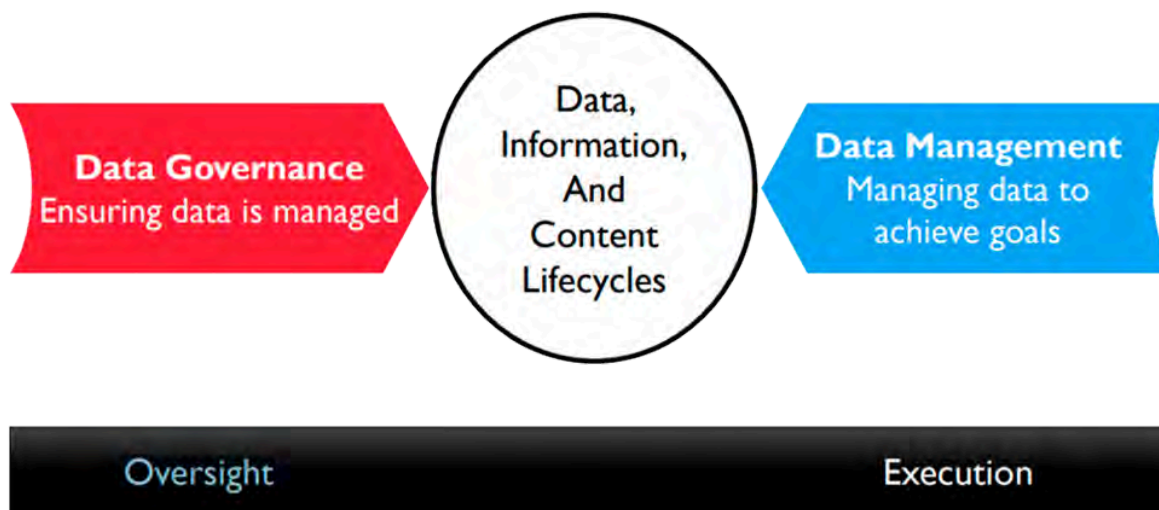 Data Governance
Ensuring data is managed
Data,
Information,
And
Content
Lifecycles
Data Management
Managing data to
achieve goals
Oversight
Execution